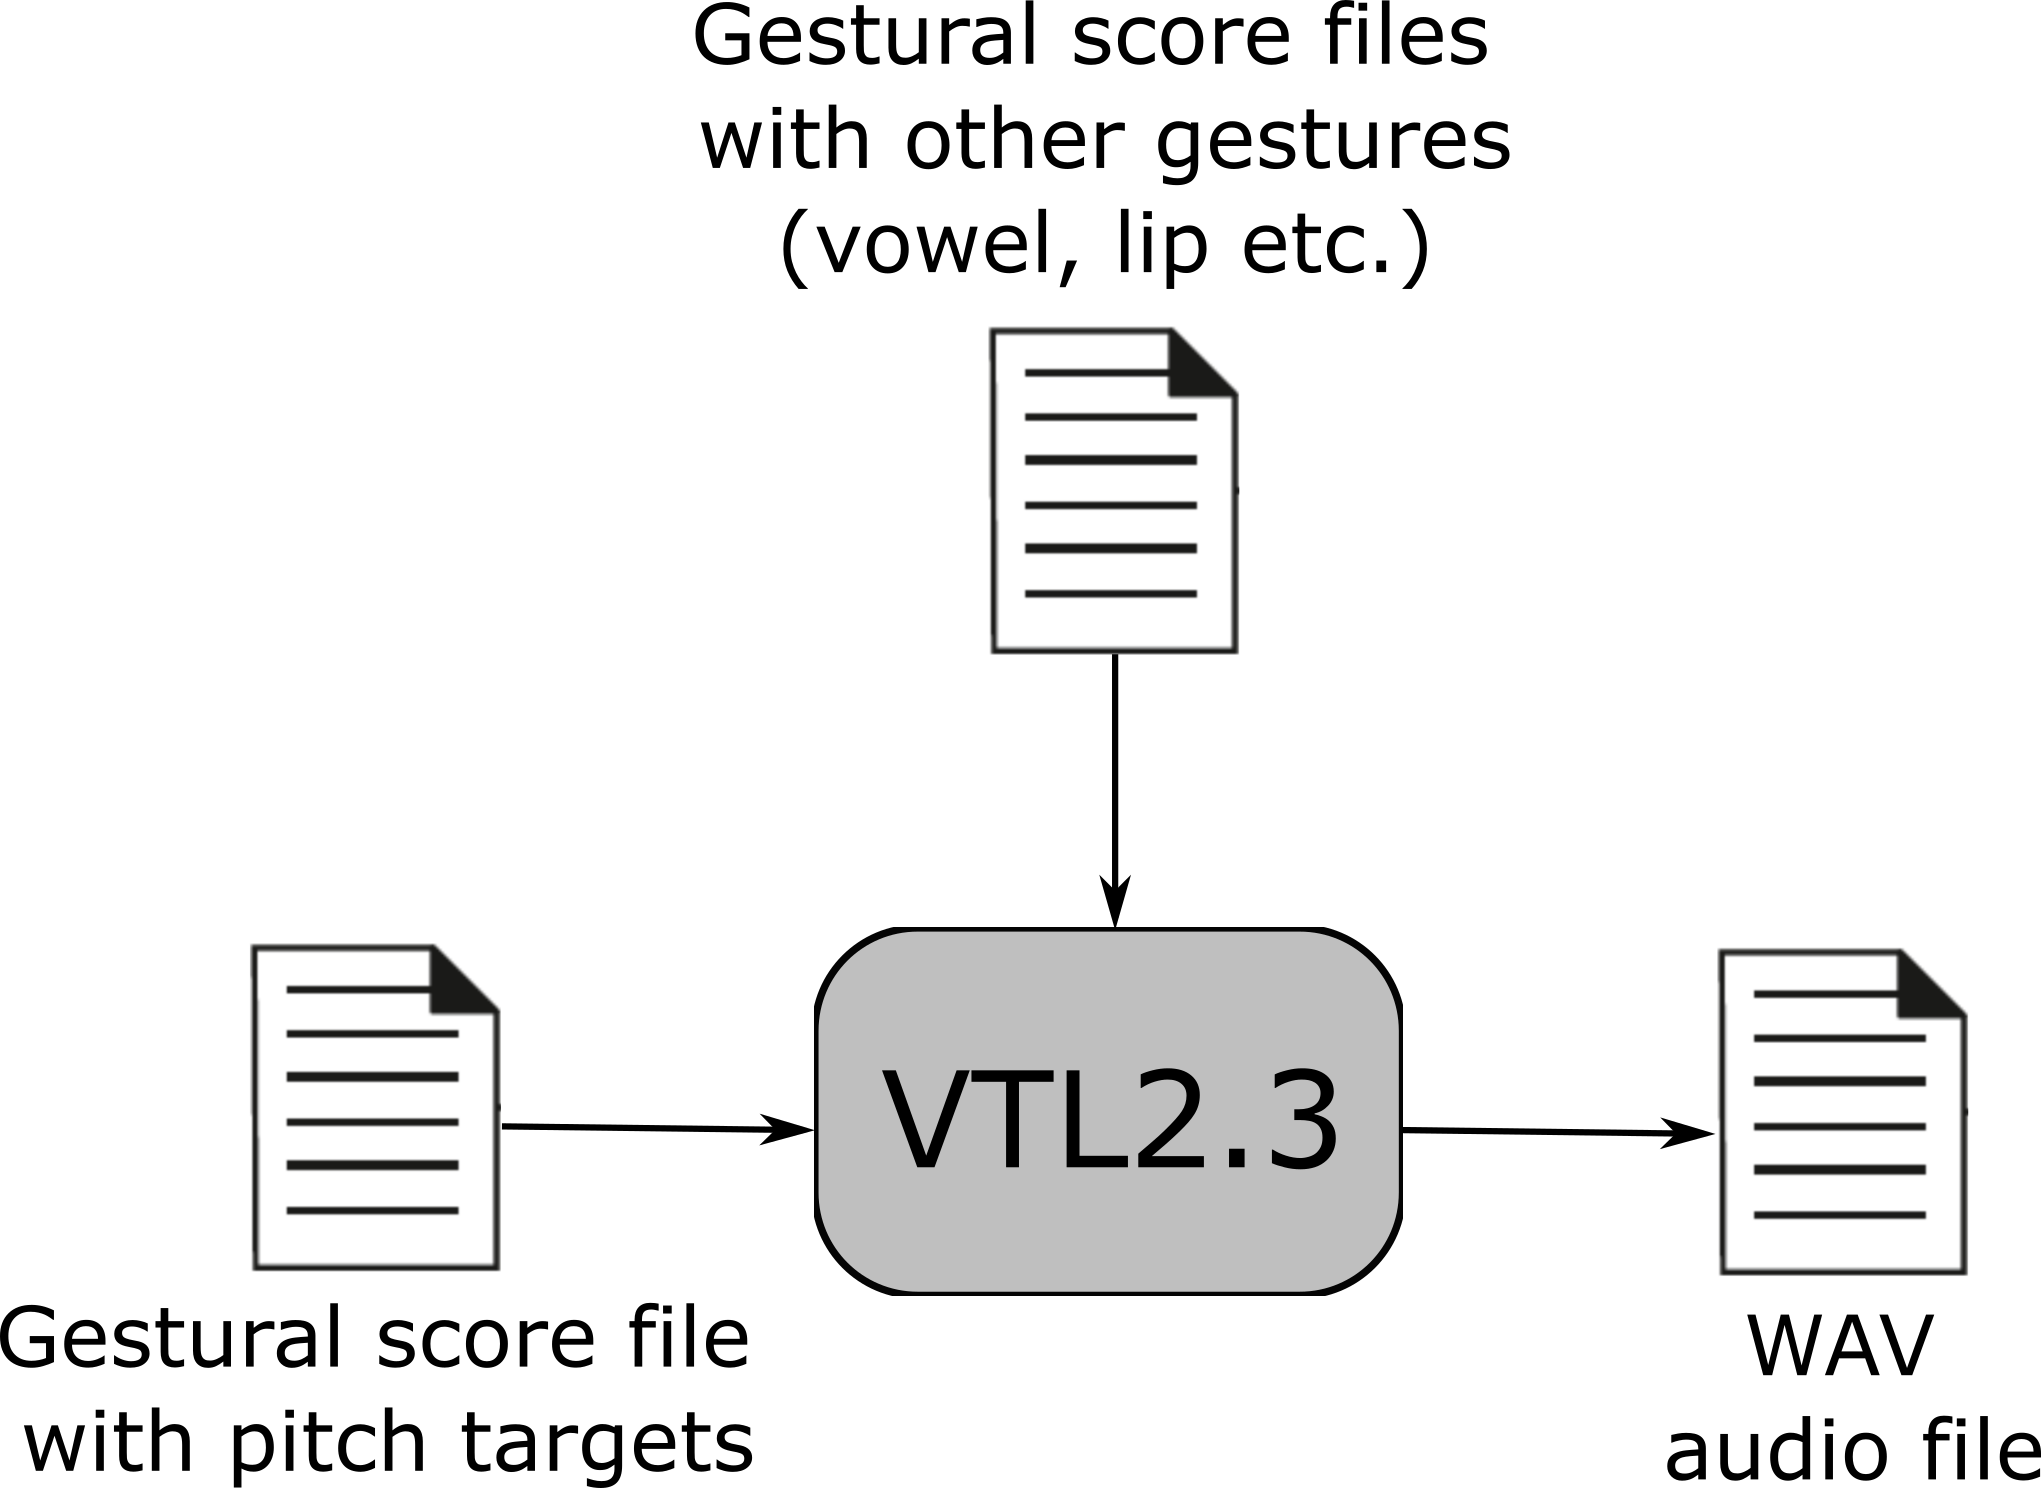 Gestural score files
with other gestures
(vowel, lip etc.)
VTL2.3
Gestural score file
with pitch targets
WAV
audio file